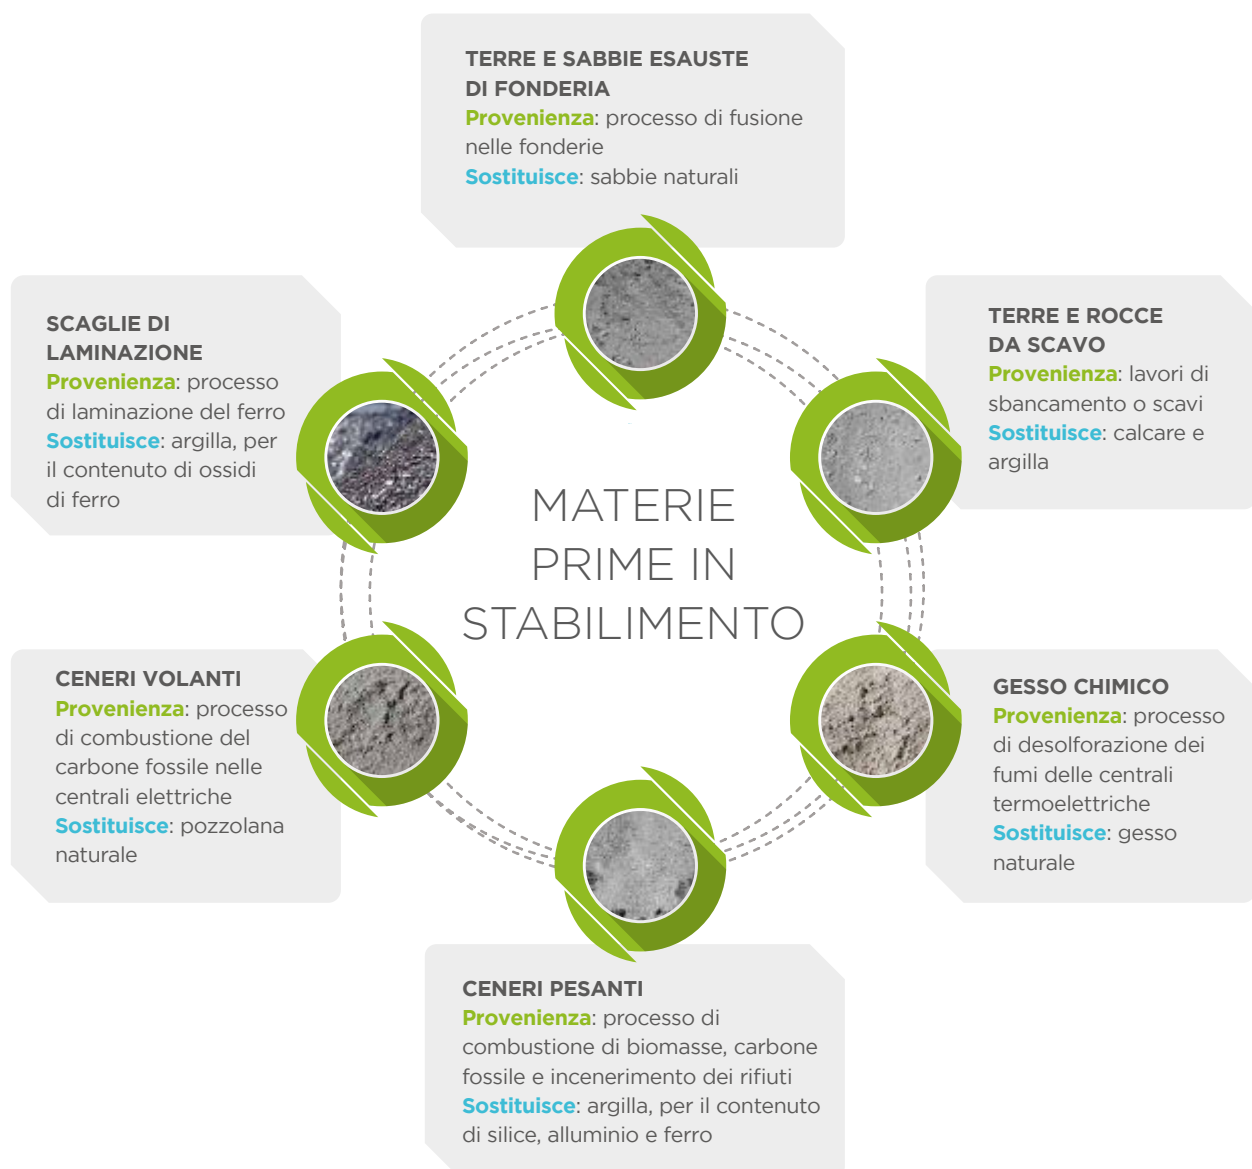 TERRE E SABBIE ESAUSTE
DI FONDERIA
Provenienza: processo di fusione
nelle fonderie
Sostituisce: sabbie naturali
SCAGLIE DI
LAMINAZIONE
Provenienza: processo
di laminazione del ferro
Sostituisce: argilla, per
il contenuto di ossidi
di ferro
TERRE E ROCCE
DA SCAVO
Provenienza: lavori di
sbancamento o scavi
Sostituisce: calcare e
argilla
MATERIE
PRIME IN
STABILIMENTO
CENERI VOLANTI
Provenienza: processo
di combustione del
carbone fossile nelle
centrali elettriche
Sostituisce: pozzolana
naturale
GESSO CHIMICO
Provenienza: processo
di desolforazione dei
fumi delle centrali
termoelettriche
Sostituisce: gesso
naturale
CENERI PESANTI
Provenienza: processo di
combustione di biomasse, carbone
fossile e incenerimento dei rifiuti
Sostituisce: argilla, per il contenuto
di silice, alluminio e ferro